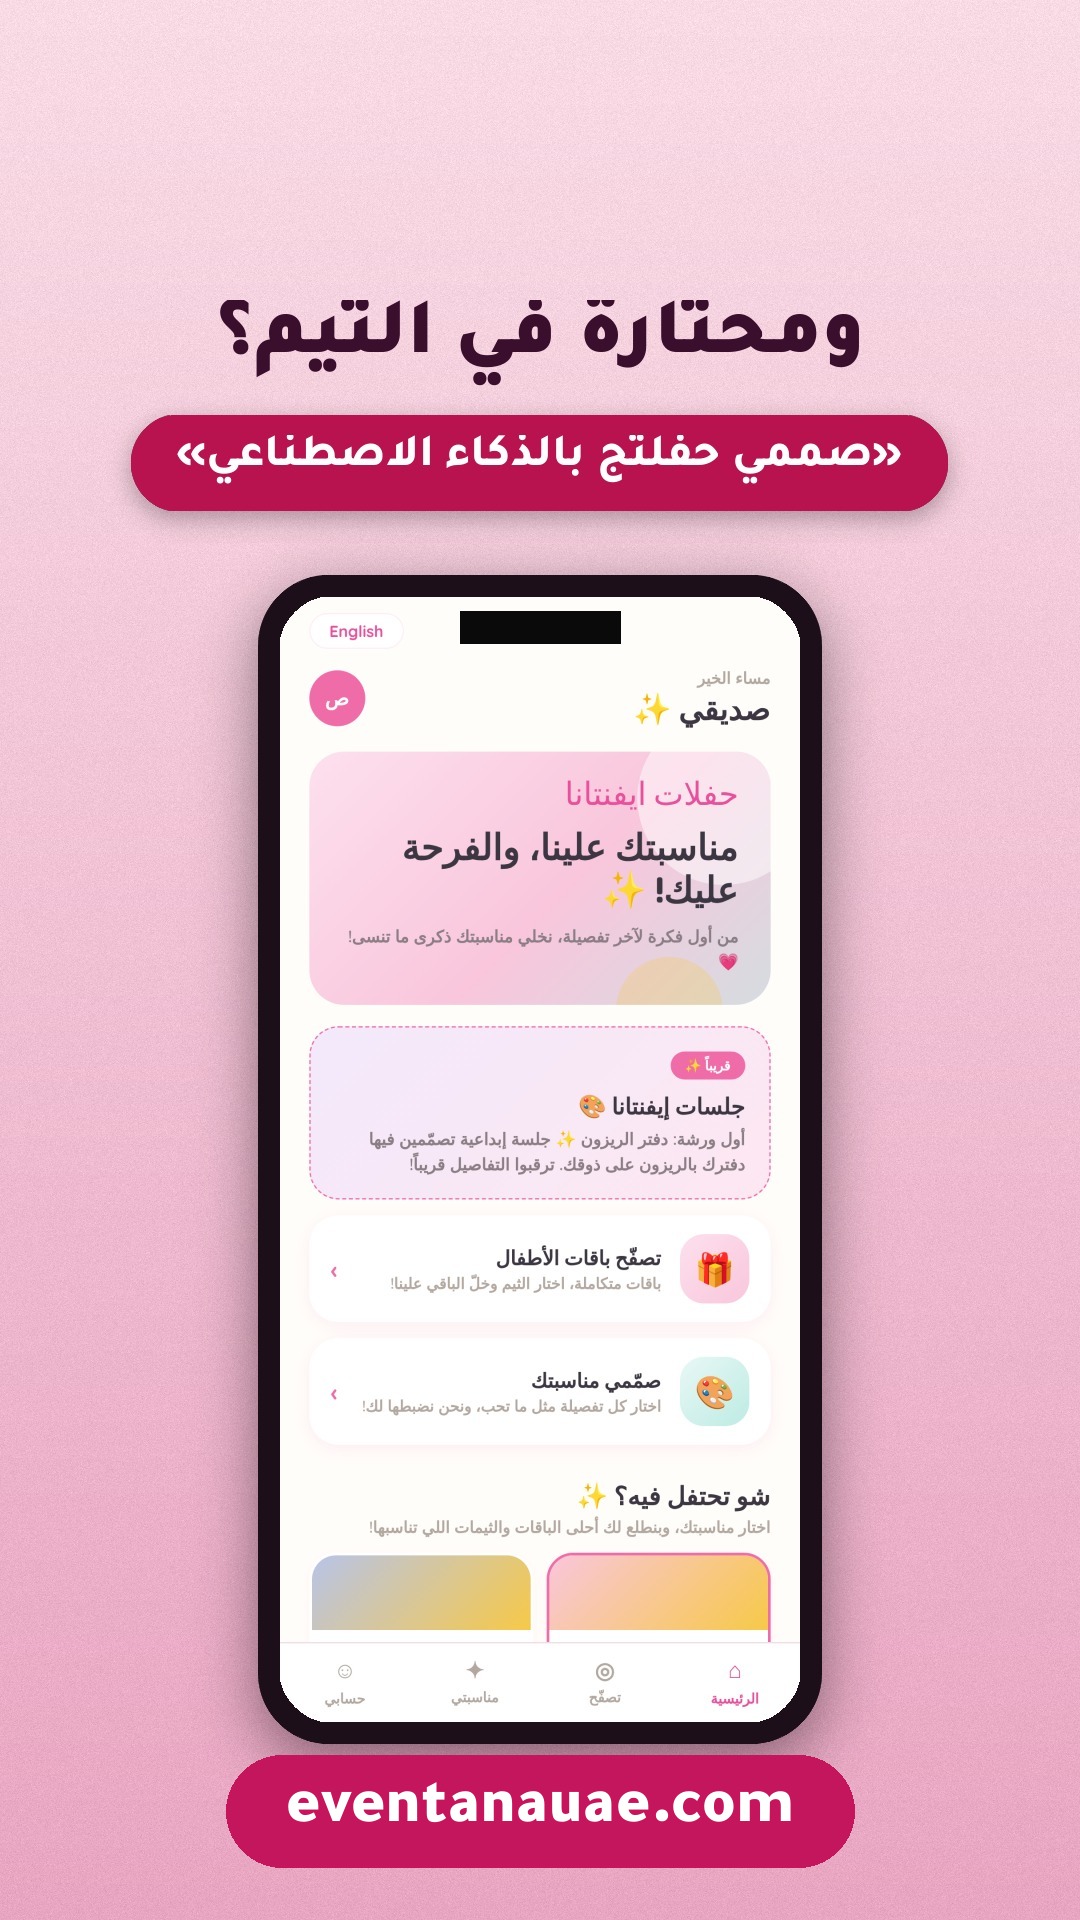 ومحتارة في التيم؟
«صممي حفلتج بالذكاء الاصطناعي»
English
مساء الخير
صديقي ✨
ص
حفلات ايفنتانا
مناسبتك علينا، والفرحة
عليك! ✨
من أول فكرة لآخر تفصيلة، نخلي مناسبتك ذكرى ما تنسى!
💗
قريباً ✨
جلسات إيفنتانا 🎨
أول ورشة: دفتر الريزون ✨ جلسة إبداعية تصمّمين فيها
دفترك بالريزون على ذوقك. ترقبوا التفاصيل قريباً!
تصفّح باقات الأطفال
باقات متكاملة، اختار الثيم وخلّ الباقي علينا!
صمّمي مناسبتك
اختار كل تفصيلة مثل ما تحب، ونحن نضبطها لك!
شو تحتفل فيه؟ ✨
اختار مناسبتك، وبنطلع لك أحلى الباقات والثيمات اللي تناسبها!
الرئيسية
تصفّح
مناسبتي
حسابي
eventanauae.com